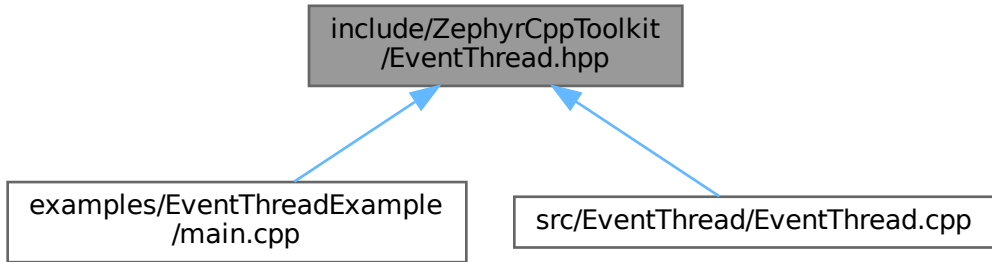 include/ZephyrCppToolkit
/EventThread.hpp
examples/EventThreadExample
/main.cpp
src/EventThread/EventThread.cpp